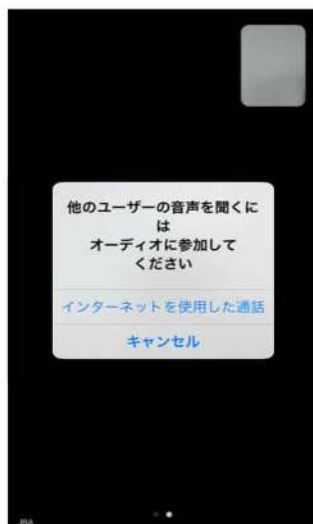 他のユーザーの音声を聞くに
は
オーディオに参加して
ください
インターネットを使用した通話
キャンセル